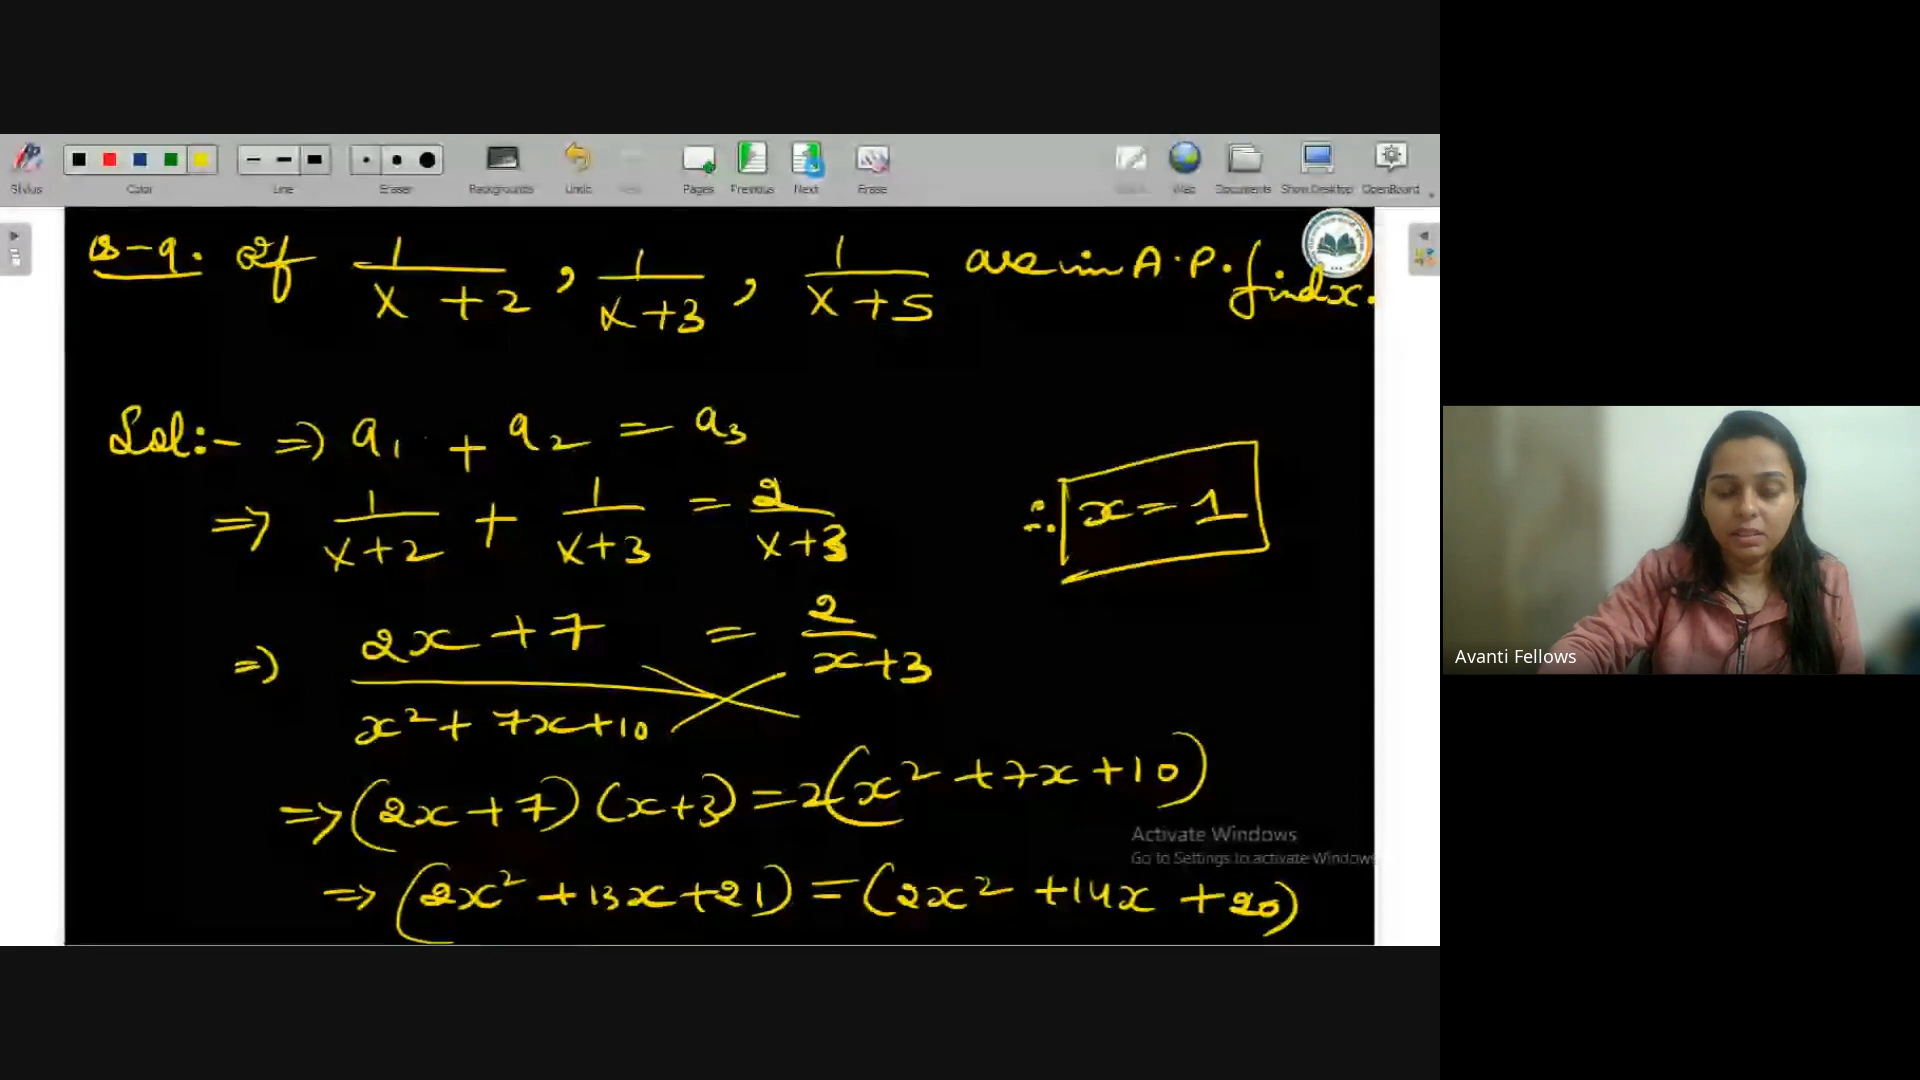 Stylus Color Line Eraser Backgrounds Undo Pages Previous Next Erase Web Documents Show Desktop OpenBoard
Q-9. If 1/(x+2), 1/(x+3), 1/(x+5) are in A.P. find x.
Sol:- => a₁ + a₂ = a₃
=> 1/(x+2) + 1/(x+3) = 2/(x+3)
∴ x = 1
=> (2x+7)/(x²+7x+10) = 2/(x+3)
=> (2x+7)(x+3) = 2(x²+7x+10)
=> (2x²+13x+21) = (2x²+14x+20)
Activate Windows
Go to Settings to activate Windows
Avanti Fellows